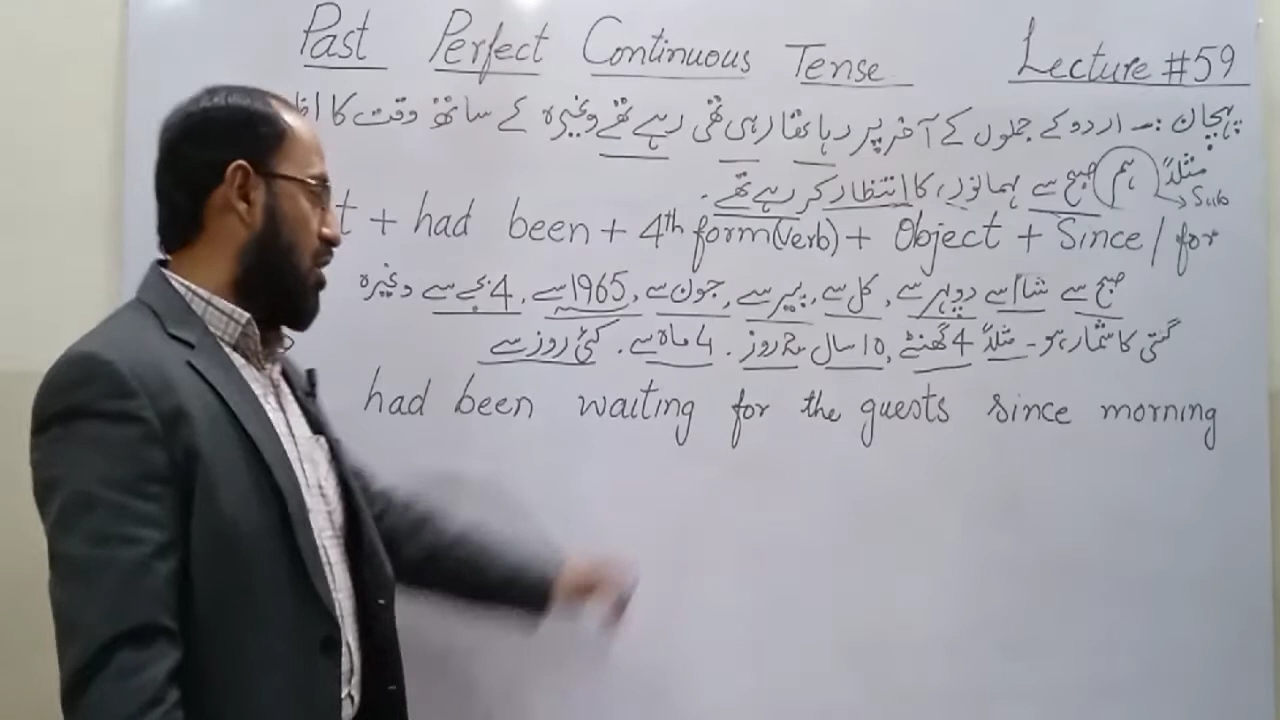 Past Perfect Continuous Tense Lecture #59
پہچان :۔ اردو کے جملوں کے آخر پر رہا تھا، رہی تھی، رہے تھے وغیرہ کے ساتھ وقت کا
مثلاً ہم صبح سے مہمانوں کا انتظار کر رہے تھے۔
Sub
t + had been + 4th form(Verb) + Object + Since / for
صبح سے شام سے دوپہر سے, کل سے, پیر سے, جون سے, 1965 سے, 4 بجے سے وغیرہ
گنتی کا شمار ہو۔ مثلاً 4 گھنٹے, 10 سال روز. 4 ماہ سے. کئی روز سے
had been waiting for the guests since morning